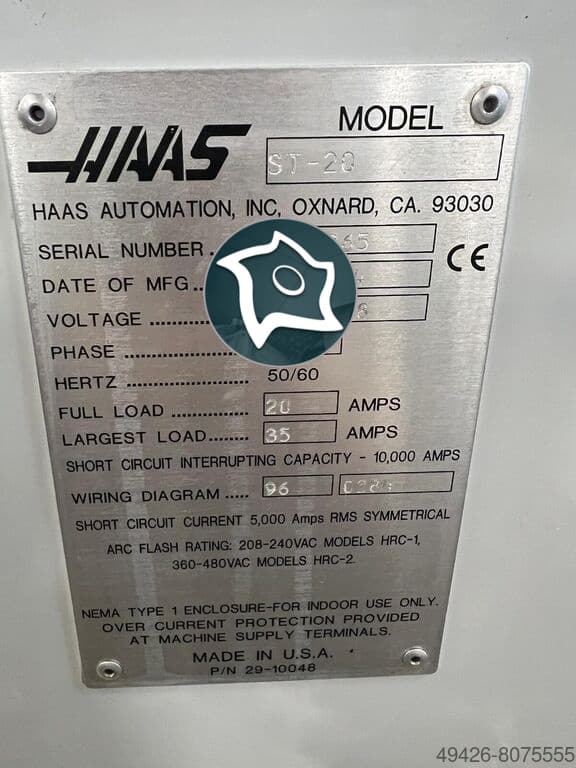 HAAS
MODEL
ST-20
HAAS AUTOMATION, INC, OXNARD, CA. 93030
SERIAL NUMBER
CE
DATE OF MFG
VOLTAGE
PHASE
HERTZ 50/60
FULL LOAD 20 AMPS
LARGEST LOAD 35 AMPS
SHORT CIRCUIT INTERRUPTING CAPACITY - 10,000 AMPS
WIRING DIAGRAM 96
SHORT CIRCUIT CURRENT 5,000 Amps RMS SYMMETRICAL
ARC FLASH RATING: 208-240VAC MODELS HRC-1,
360-480VAC MODELS HRC-2.
NEMA TYPE 1 ENCLOSURE-FOR INDOOR USE ONLY.
OVER CURRENT PROTECTION PROVIDED
AT MACHINE SUPPLY TERMINALS.
MADE IN U.S.A.
P/N 29-10048
49426-8075555